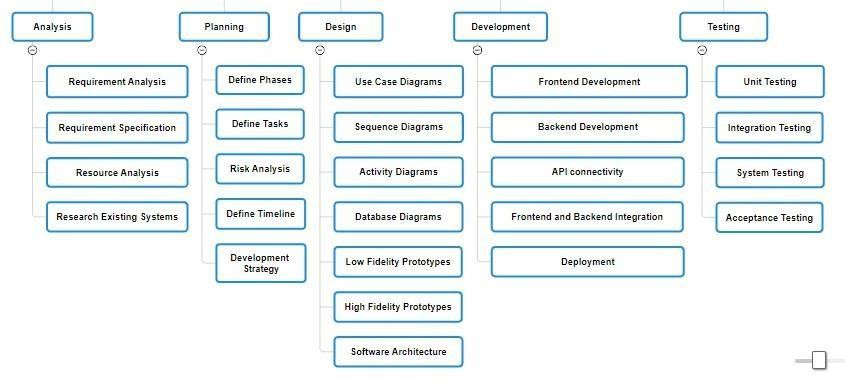 Analysis
Requirement Analysis
Requirement Specification
Resource Analysis
Research Existing Systems
Planning
Define Phases
Define Tasks
Risk Analysis
Define Timeline
Development
Strategy
Design
Use Case Diagrams
Sequence Diagrams
Activity Diagrams
Database Diagrams
Low Fidelity Prototypes
High Fidelity Prototypes
Software Architecture
Development
Frontend Development
Backend Development
API connectivity
Frontend and Backend Integration
Deployment
Testing
Unit Testing
Integration Testing
System Testing
Acceptance Testing